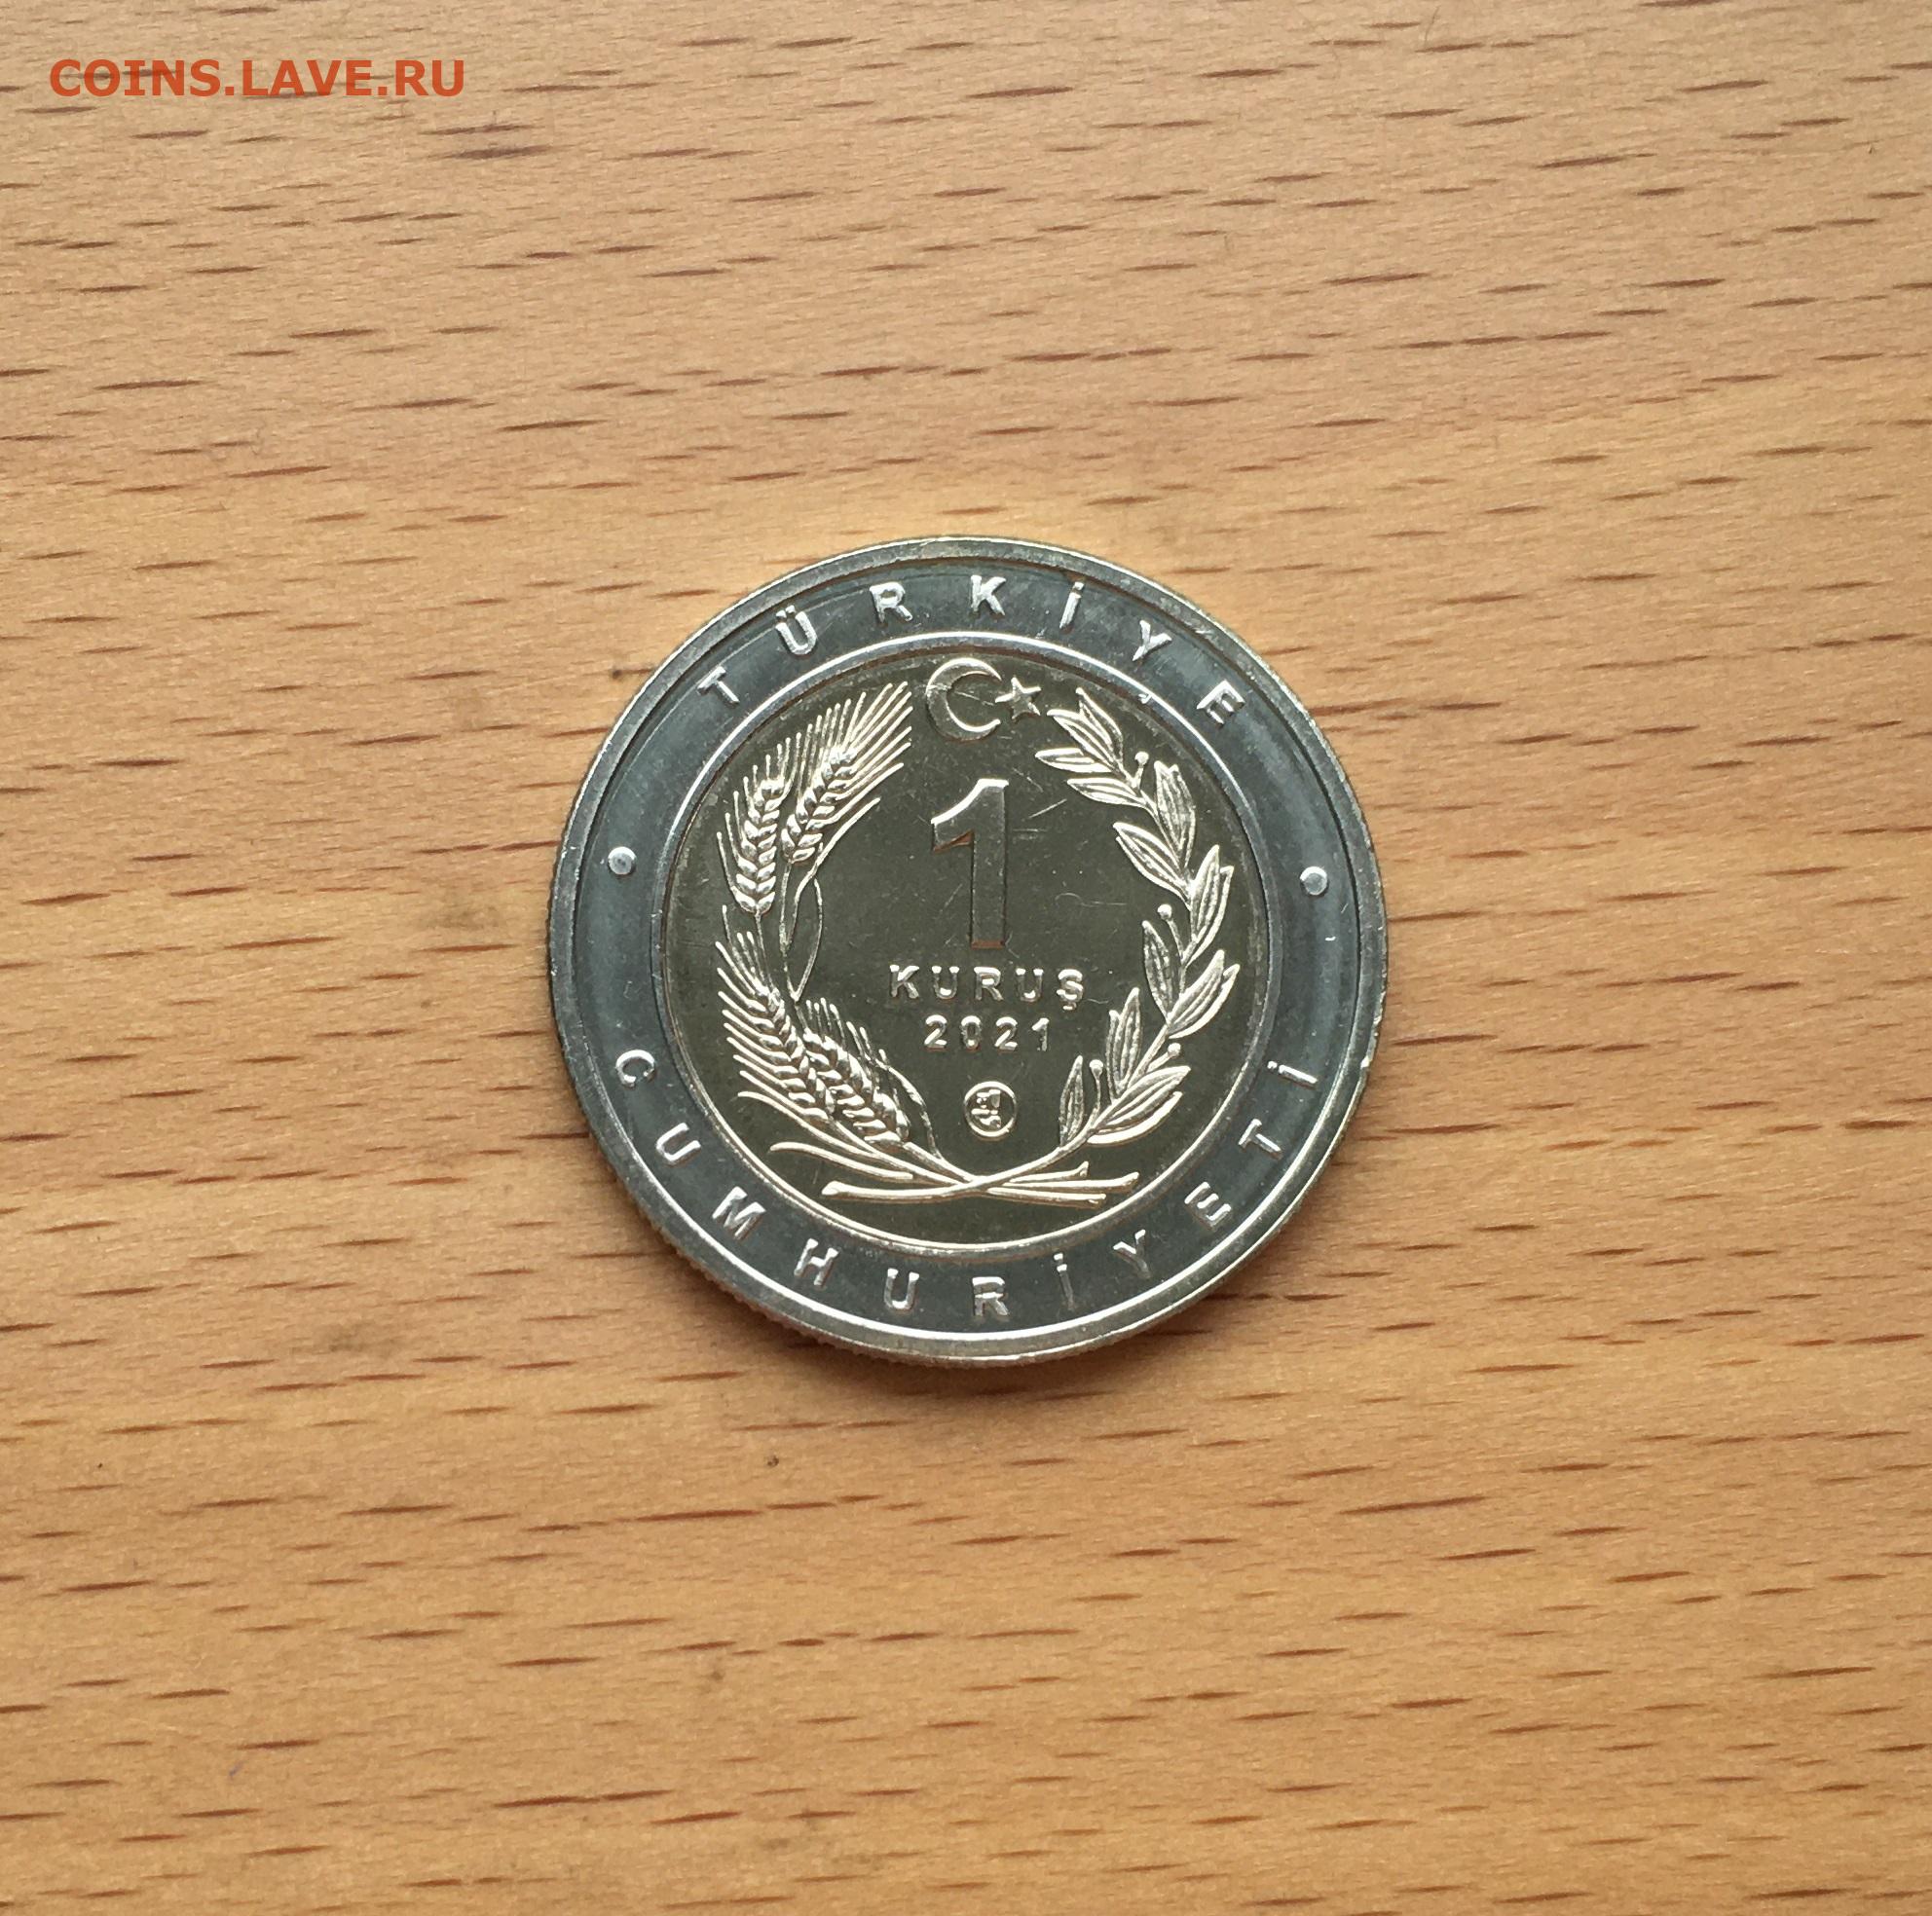 COINS.LAVE.RU
TÜRKİYE
1
KURUŞ
2021
CUMHURİYETİ